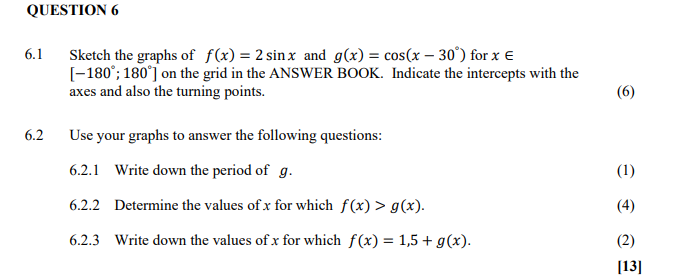 QUESTION 6
6.1 Sketch the graphs of f(x) = 2 sin x and g(x) = cos(x − 30°) for x ∈
[−180°; 180°] on the grid in the ANSWER BOOK. Indicate the intercepts with the
axes and also the turning points. (6)
6.2 Use your graphs to answer the following questions:
6.2.1 Write down the period of g. (1)
6.2.2 Determine the values of x for which f(x) > g(x). (4)
6.2.3 Write down the values of x for which f(x) = 1,5 + g(x). (2)
[13]